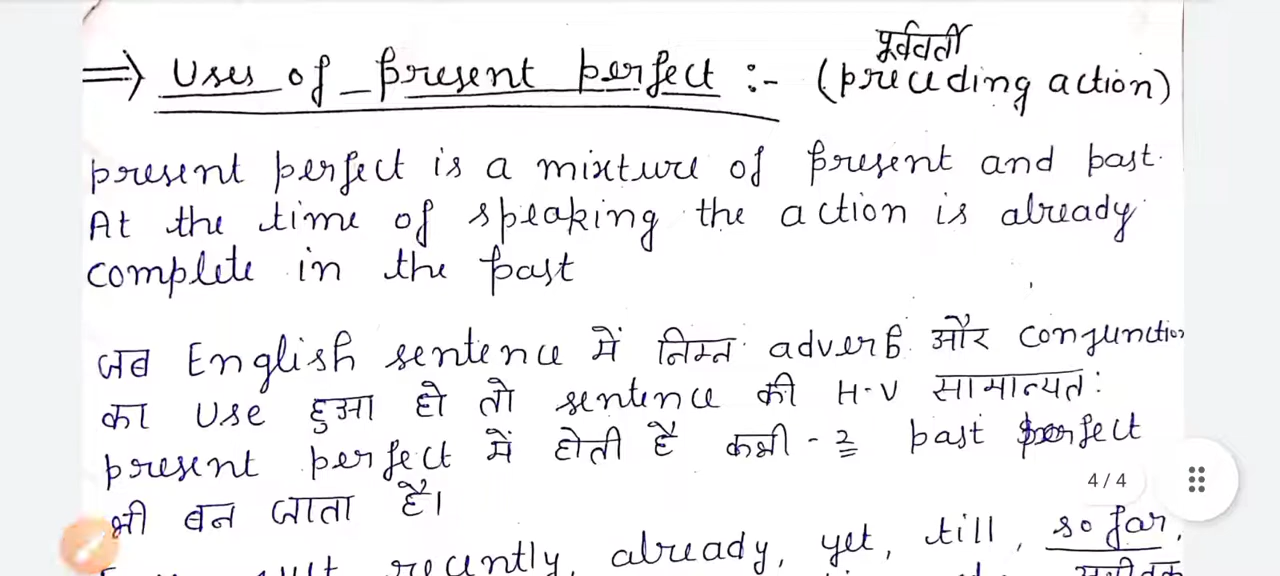 पूर्ववर्ती
⇒ Uses of present perfect :- (preceding action)
present perfect is a mixture of present and past.
At the time of speaking the action is already
complete in the past
जब English sentence में निम्न adverb और conjunction
का use हुआ हो तो sentence की H.V सामान्यत:
present perfect में होती हैं कभी-2 past perfect
भी बन जाता हैं।
4/4
recently, already, yet, till, so far,